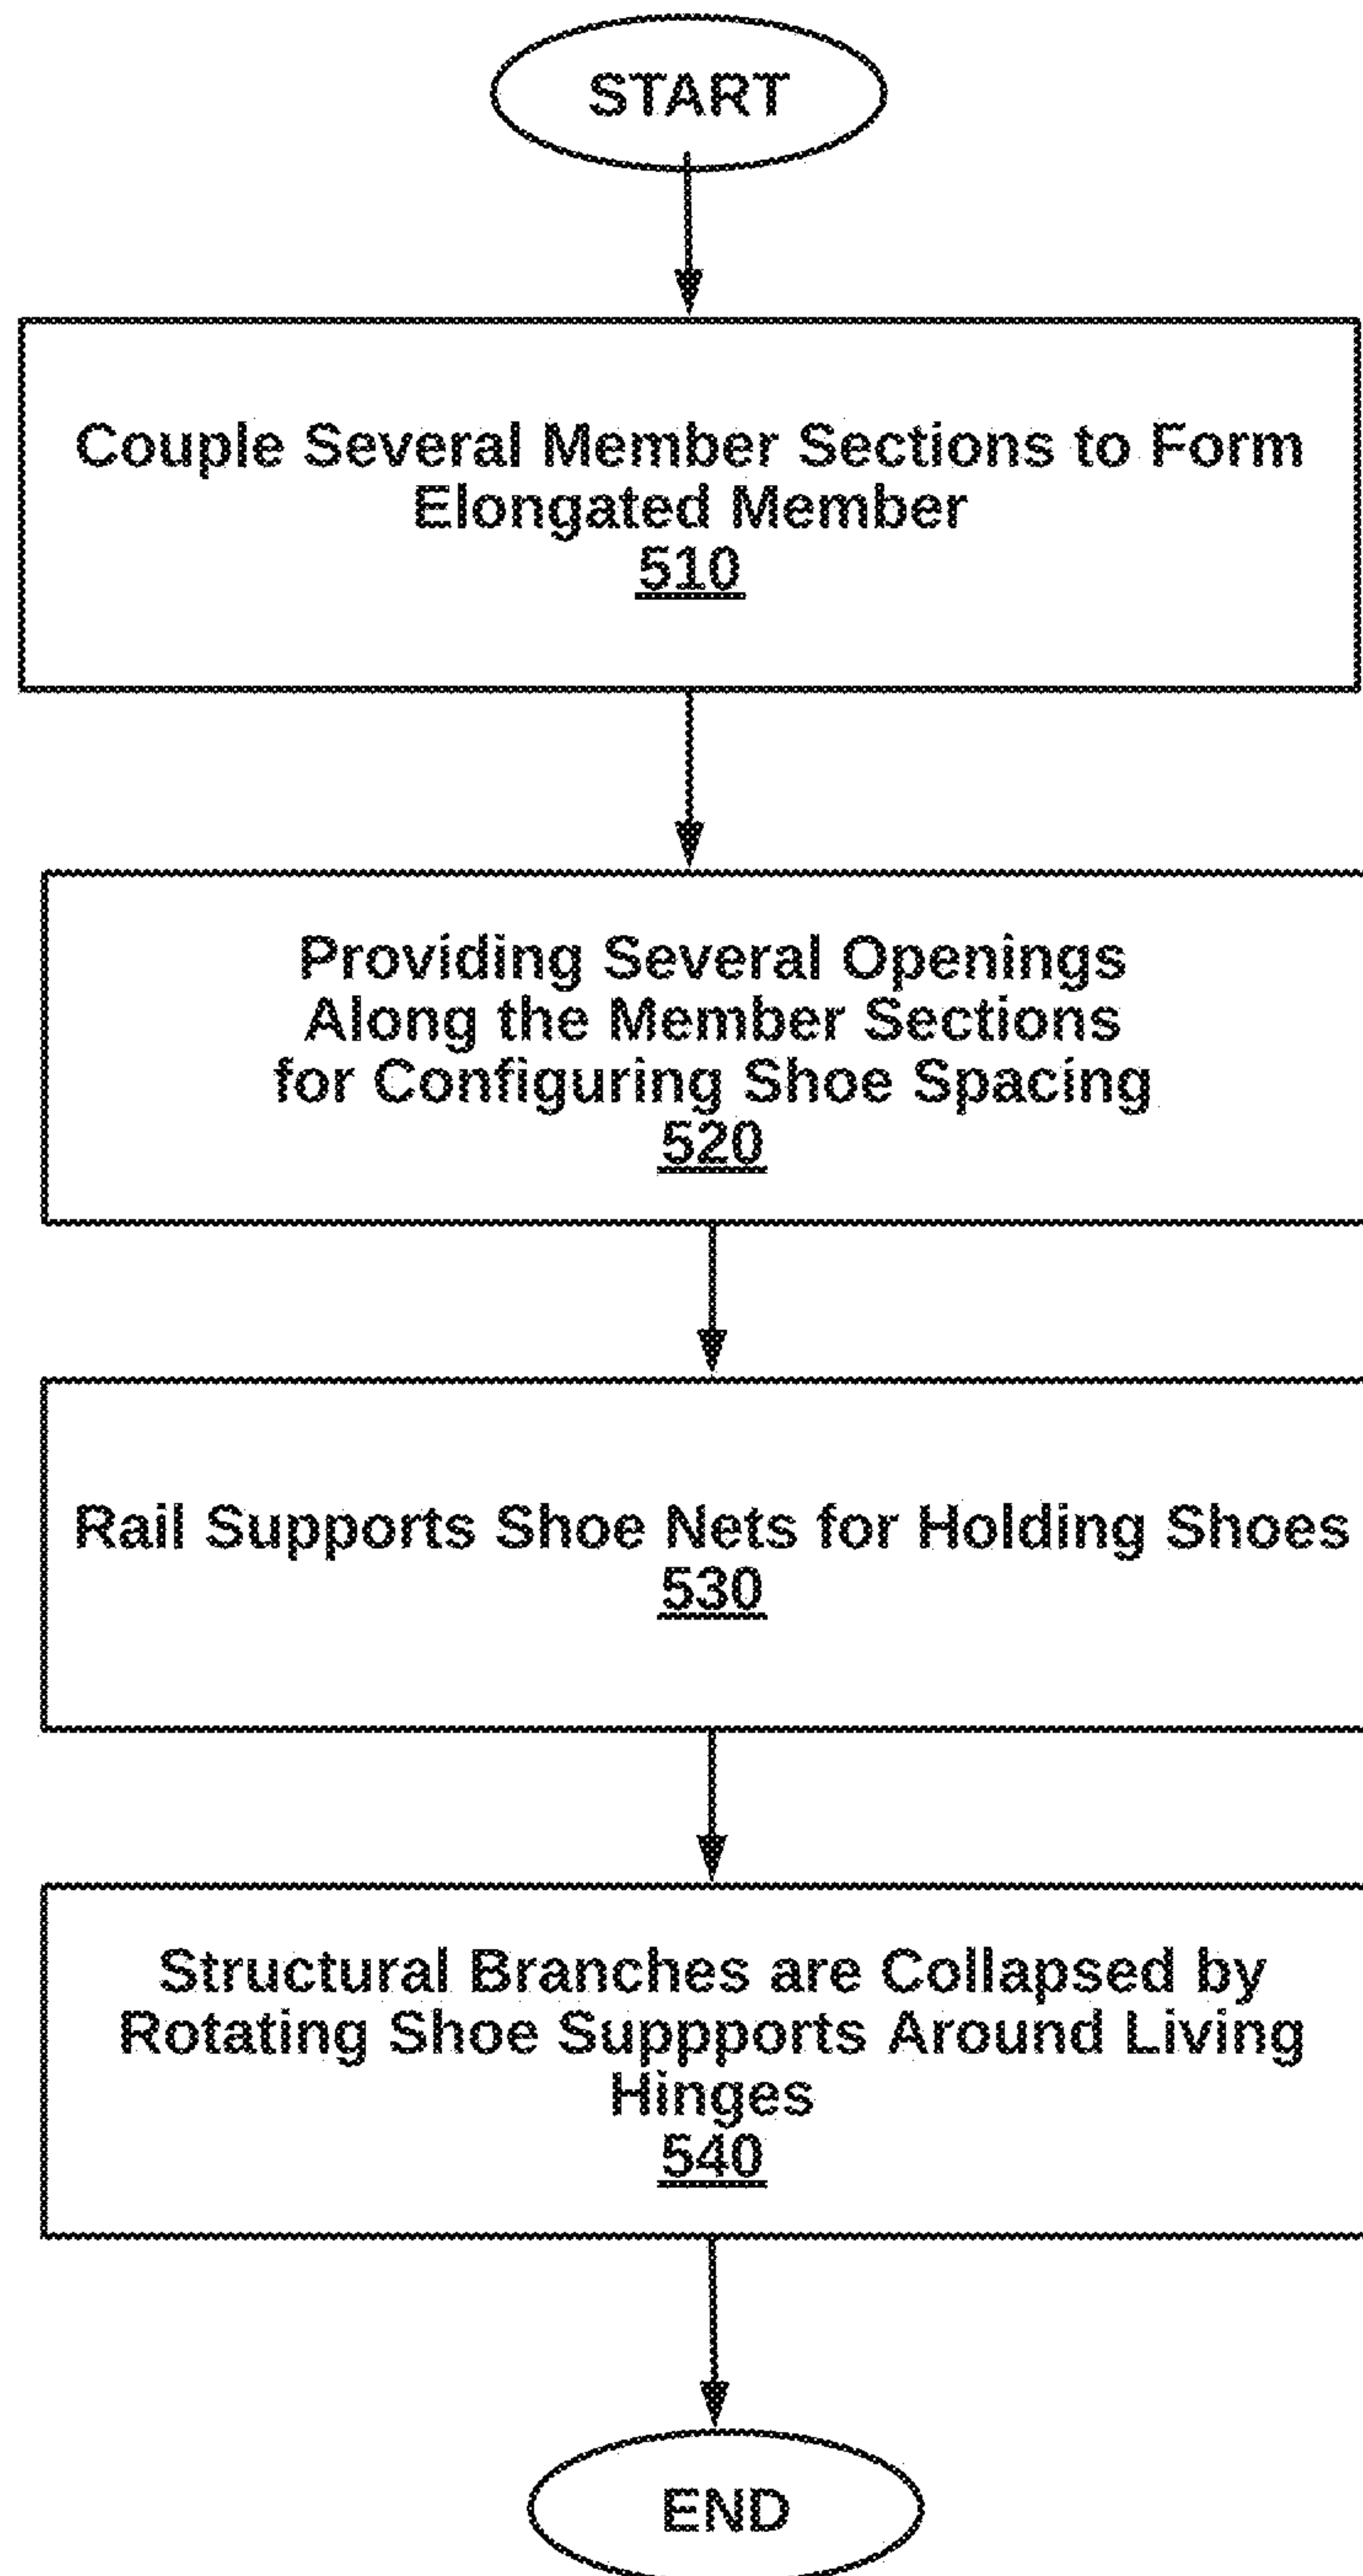 START
Couple Several Member Sections to Form
Elongated Member
510
Providing Several Openings
Along the Member Sections
for Configuring Shoe Spacing
520
Rail Supports Shoe Nets for Holding Shoes
530
Structural Branches are Collapsed by
Rotating Shoe Suppports Around Living
Hinges
540
END